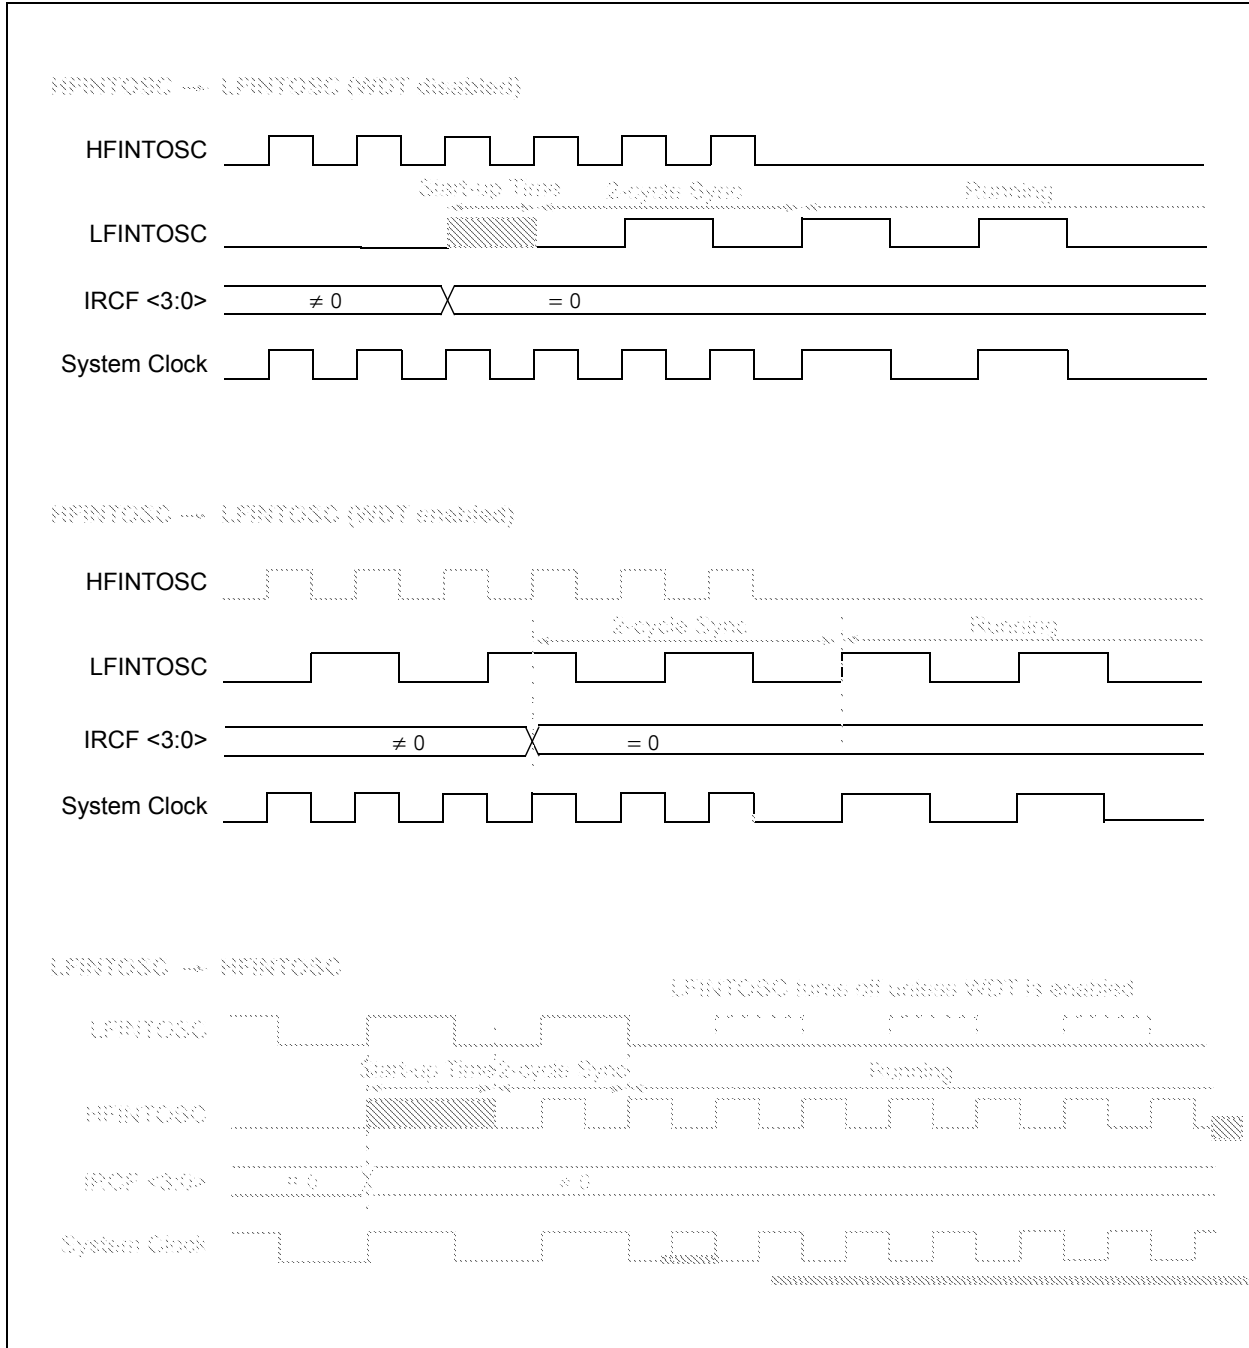 HFINTOSC → LFINTOSC (WDT disabled)
HFINTOSC
Start-up Time 2-cycle Sync Running
LFINTOSC
IRCF <3:0> ≠ 0 = 0
System Clock
HFINTOSC → LFINTOSC (WDT enabled)
HFINTOSC
2-cycle Sync Running
LFINTOSC
IRCF <3:0> ≠ 0 = 0
System Clock
LFINTOSC → HFINTOSC
LFINTOSC turns off unless WDT is enabled
LFINTOSC
Start-up Time 2-cycle Sync Running
HFINTOSC
IRCF <3:0> = 0 ≠ 0
System Clock